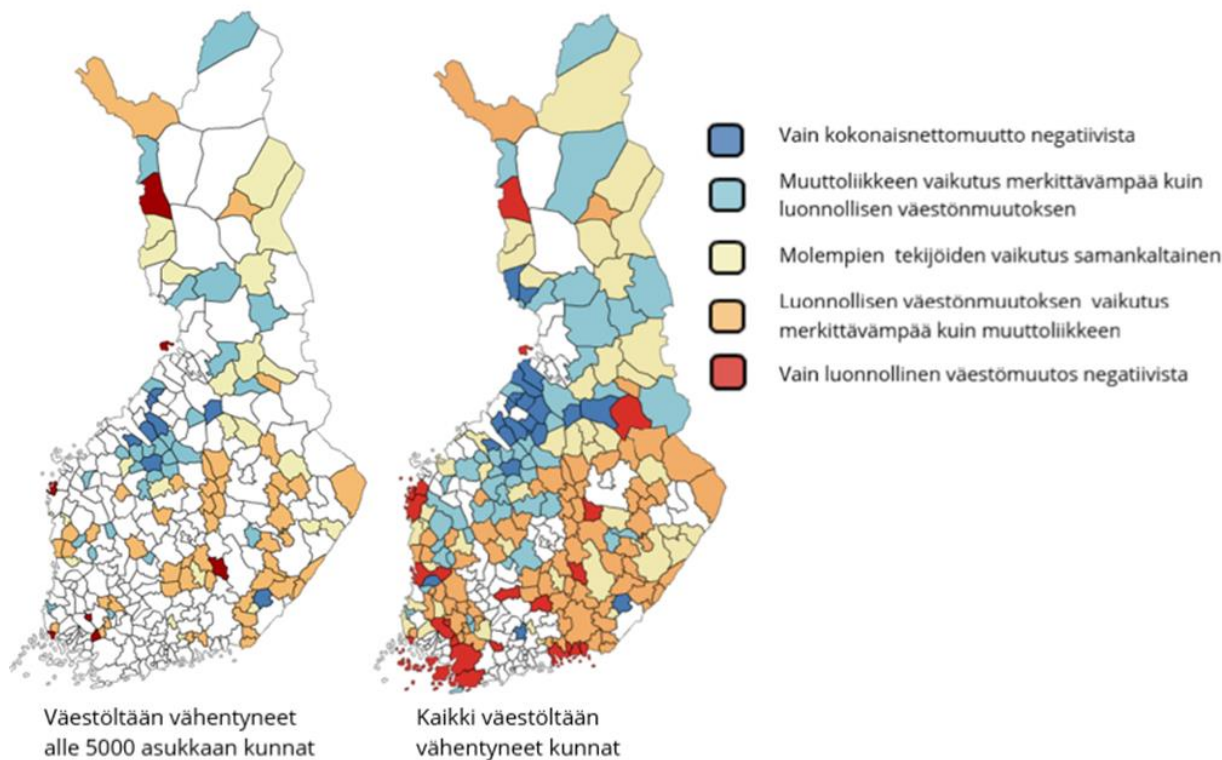 Vain kokonaisnettomuutto negatiivista
Muuttoliikkeen vaikutus merkittävämpää kuin
luonnollisen väestönmuutoksen
Molempien tekijöiden vaikutus samankaltainen
Luonnollisen väestönmuutoksen vaikutus
merkittävämpää kuin muuttoliikkeen
Vain luonnollinen väestömuutos negatiivista
Väestöltään vähentyneet
alle 5000 asukkaan kunnat
Kaikki väestöltään
vähentyneet kunnat